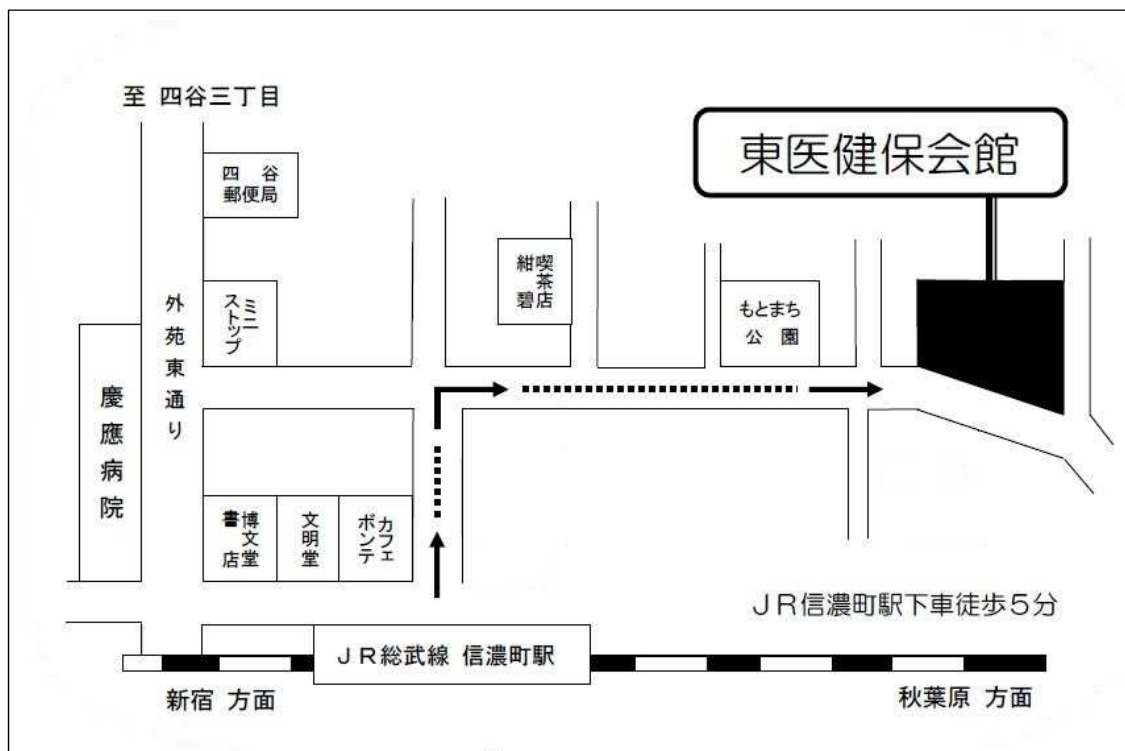 至 四谷三丁目
東医健保会館
四 谷
郵便局
喫茶店
紺 碧
ミニ
ストップ
もとまち
公 園
外苑東通り
慶應病院
博文堂
書店
文明堂
カフェ
ボンテ
ＪＲ信濃町駅下車徒歩５分
ＪＲ総武線 信濃町駅
新宿 方面
秋葉原 方面